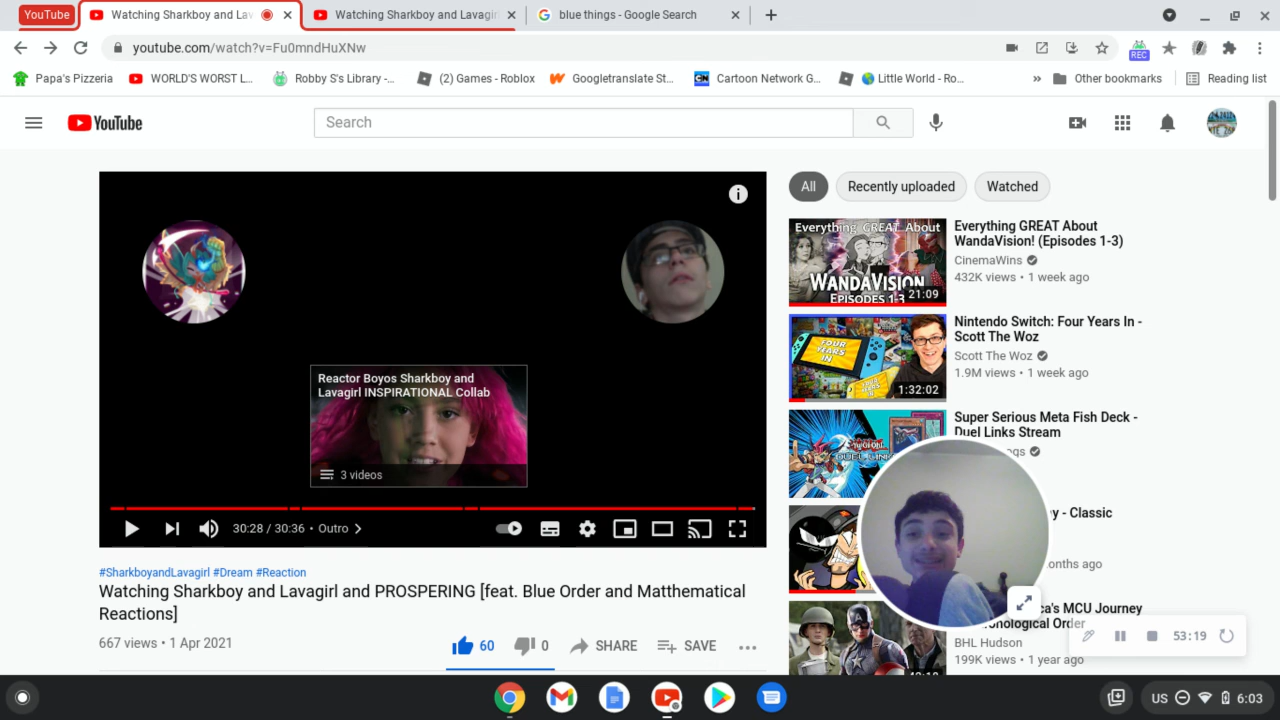 YouTube
Watching Sharkboy and Lav
Watching Sharkboy and Lavagir
blue things - Google Search
youtube.com/watch?v=Fu0mndHuXNw
REC
Papa's Pizzeria
WORLD'S WORST L...
Robby S's Library -...
(2) Games - Roblox
Googletranslate St...
Cartoon Network G...
Little World - Ro...
Other bookmarks
Reading list
YouTube
Search
All
Recently uploaded
Watched
Reactor Boyos Sharkboy and
Lavagirl INSPIRATIONAL Collab
3 videos
30:28 / 30:36 • Outro
#SharkboyandLavagirl #Dream #Reaction
Watching Sharkboy and Lavagirl and PROSPERING [feat. Blue Order and Matthematical
Reactions]
667 views • 1 Apr 2021
60
0
SHARE
SAVE
Everything GREAT About
WANDAVISION
EPISODES 1-3
21:09
Everything GREAT About
WandaVision! (Episodes 1-3)
CinemaWins
432K views • 1 week ago
FOUR
YEARS
IN
1:32:02
Nintendo Switch: Four Years In -
Scott The Woz
Scott The Woz
1.9M views • 1 week ago
Super Serious Meta Fish Deck -
Duel Links Stream
y - Classic
onths ago
ca's MCU Journey
Order
BHL Hudson
199K views • 1 year ago
53:19
US
6:03